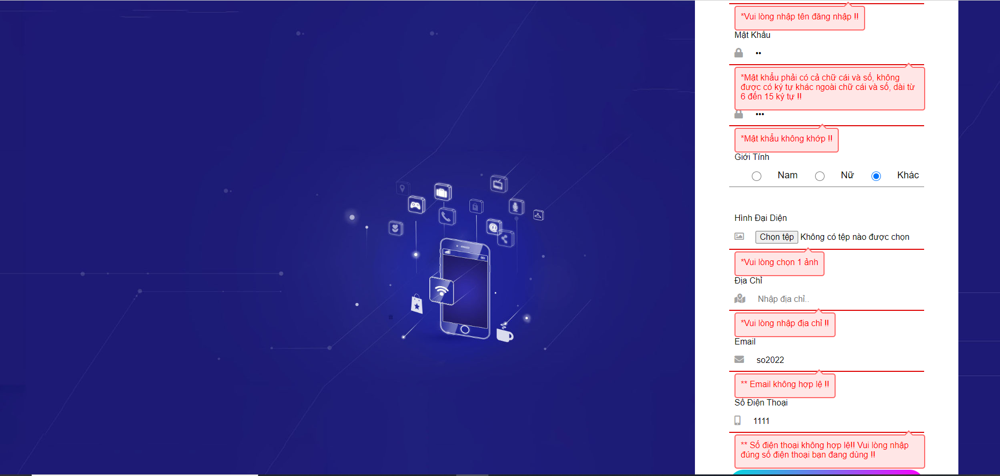 *Vui lòng nhập tên đăng nhập !!
Mật Khẩu
*Mật khẩu phải có cả chữ cái và số, không
được có ký tự khác ngoài chữ cái và số, dài từ
6 đến 15 ký tự !!
*Mật khẩu không khớp !!
Giới Tính
Nam Nữ Khác
Hình Đại Diện
Chọn tệp Không có tệp nào được chọn
*Vui lòng chọn 1 ảnh
Địa Chỉ
Nhập địa chỉ..
*Vui lòng nhập địa chỉ !!
Email
so2022
** Email không hợp lệ !!
Số Điện Thoại
1111
** Số điện thoại không hợp lệ!! Vui lòng nhập
đúng số điện thoại bạn đang dùng !!